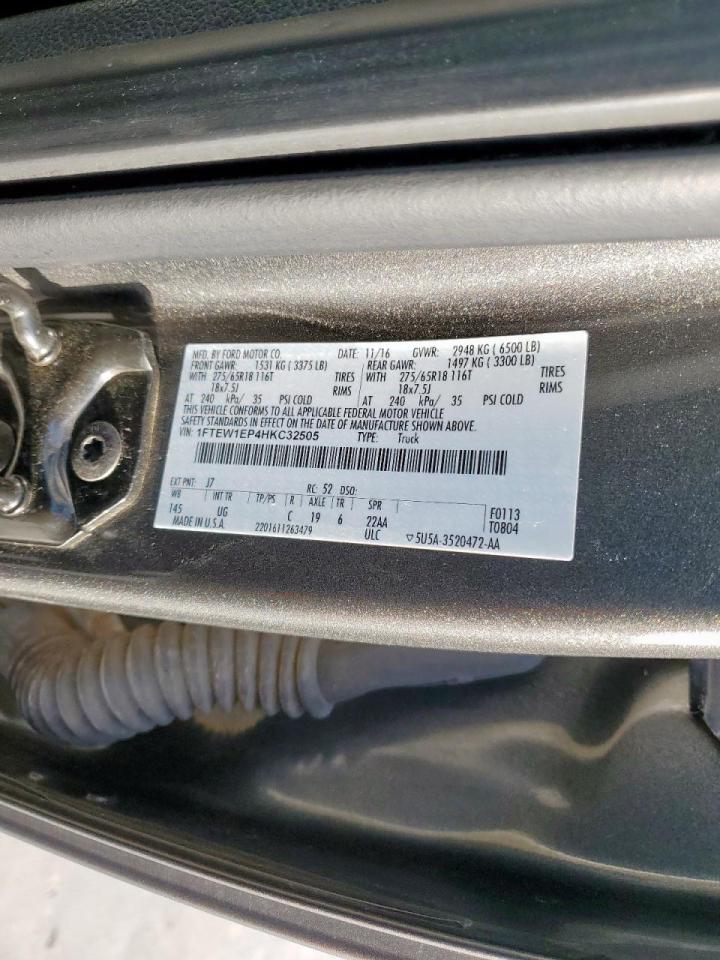 MFD. BY FORD MOTOR CO. DATE: 11/16 GVWR: 2948 KG ( 6500 LB)
FRONT GAWR: 1531 KG ( 3375 LB) REAR GAWR: 1497 KG ( 3300 LB)
WITH 275/65R18 116T TIRES WITH 275/65R18 116T TIRES
18x7.5J RIMS 18x7.5J RIMS
AT 240 kPa/ 35 PSI COLD AT 240 kPa/ 35 PSI COLD
THIS VEHICLE CONFORMS TO ALL APPLICABLE FEDERAL MOTOR VEHICLE
SAFETY STANDARDS IN EFFECT ON THE DATE OF MANUFACTURE SHOWN ABOVE.
VIN: 1FTEW1EP4HKC32505 TYPE: Truck
EXT PNT: J7 RC: 52 DSO:
WB INT TR TP/PS R AXLE TR SPR
145 UG C 19 6 22AA F0113
MADE IN U.S.A. 2201611263479 ULC T0804
▽5U5A-3520472-AA